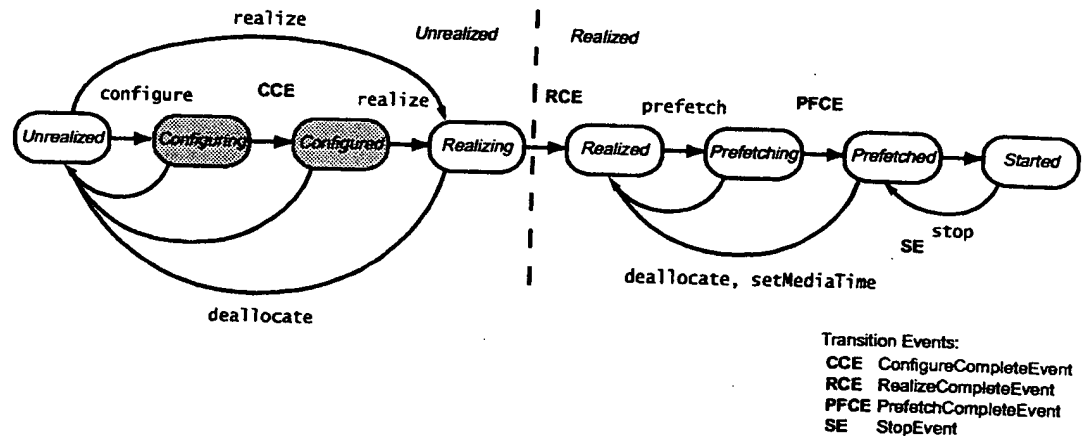 realize
Unrealized
Realized
configure
CCE
realize
RCE
prefetch
PFCE
Unrealized
Configuring
Configured
Realizing
Realized
Prefetching
Prefetched
Started
stop
SE
deallocate, setMediaTime
deallocate
Transition Events:
CCE ConfigureCompleteEvent
RCE RealizeCompleteEvent
PFCE PrefetchCompleteEvent
SE StopEvent